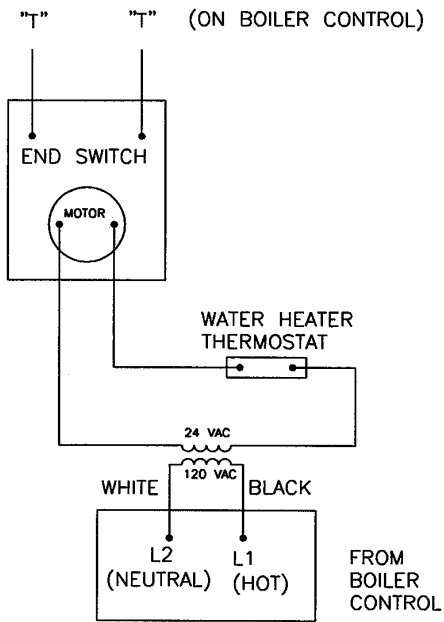 "T" "T" (ON BOILER CONTROL)
END SWITCH
MOTOR
WATER HEATER
THERMOSTAT
24 VAC
120 VAC
WHITE BLACK
L2 L1
(NEUTRAL) (HOT)
FROM
BOILER
CONTROL